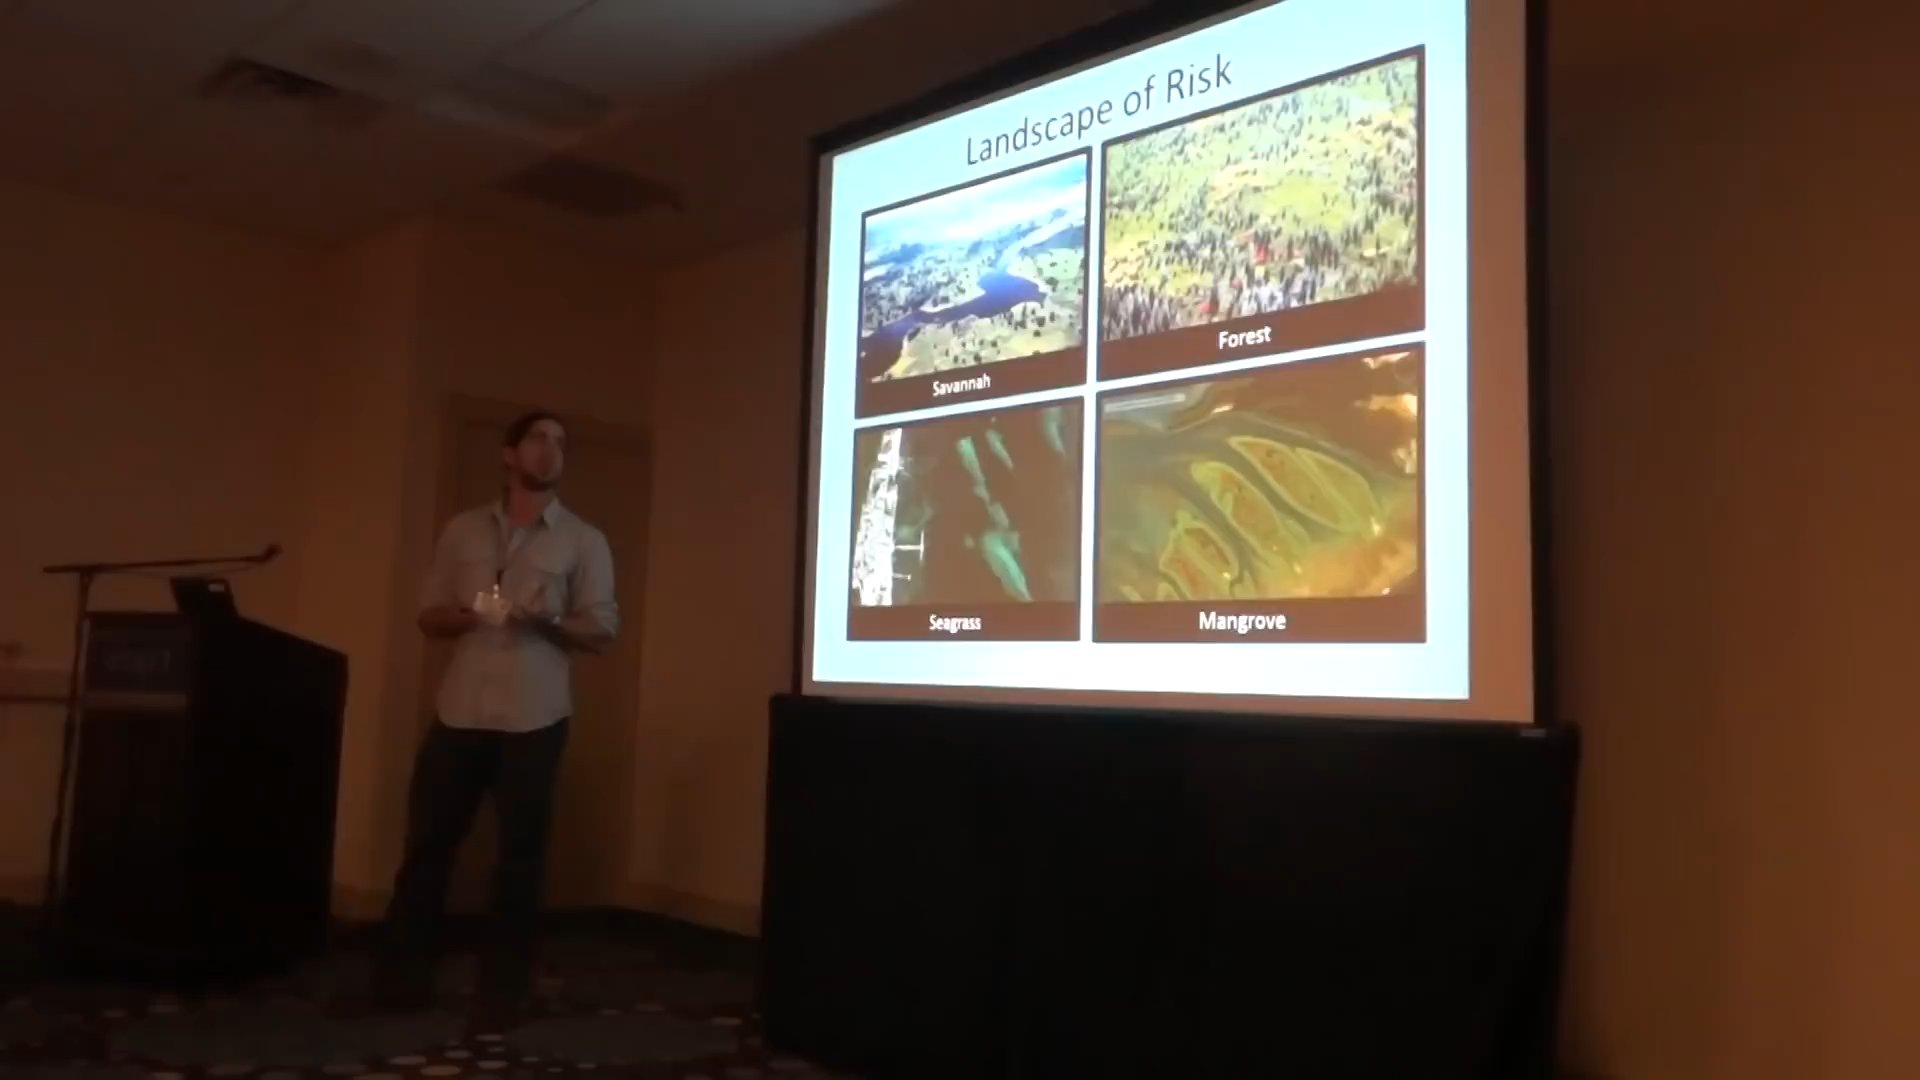 Landscape of Risk
Savannah
Forest
Seagrass
Mangrove